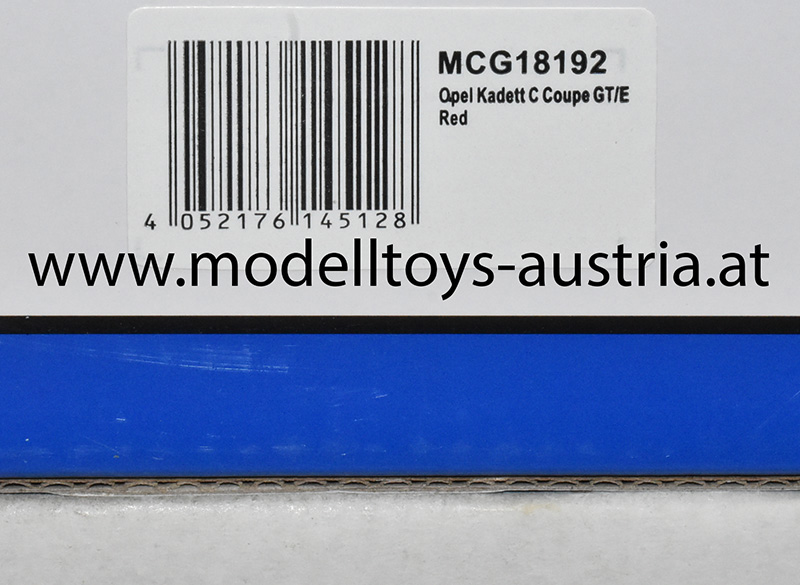 MCG18192
Opel Kadett C Coupe GT/E
Red
4 052176 145128
www.modelltoys-austria.at